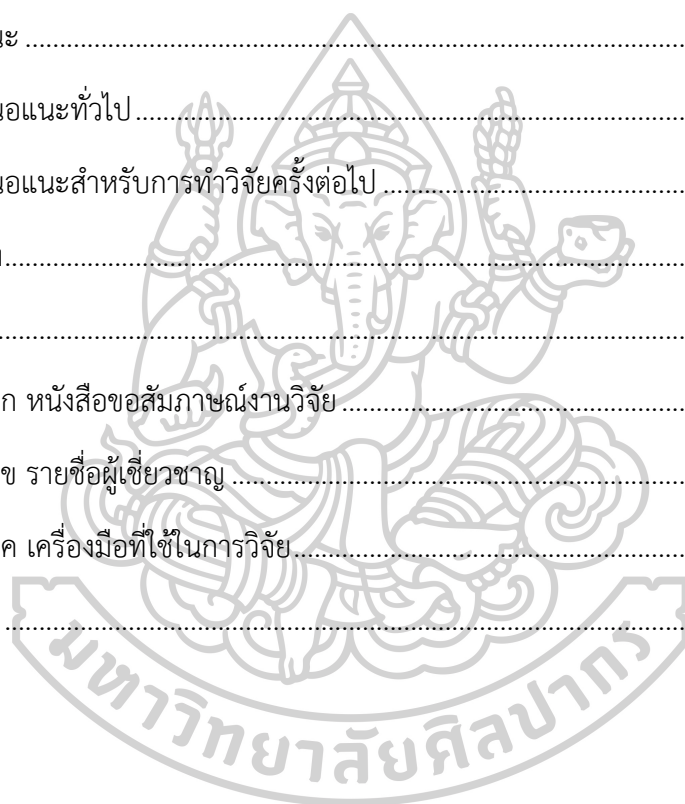 นะ ........................................................................................................
นอแนะทั่วไป ........................................................................................
นอแนะสำหรับการทำวิจัยครั้งต่อไป ................................................
........................................................................................................
........................................................................................................
ก หนังสือขอสัมภาษณ์งานวิจัย ........................................................
ข รายชื่อผู้เชี่ยวชาญ ........................................................................
ค เครื่องมือที่ใช้ในการวิจัย ................................................................
........................................................................................................
มหาวิทยาลัยศิลปากร